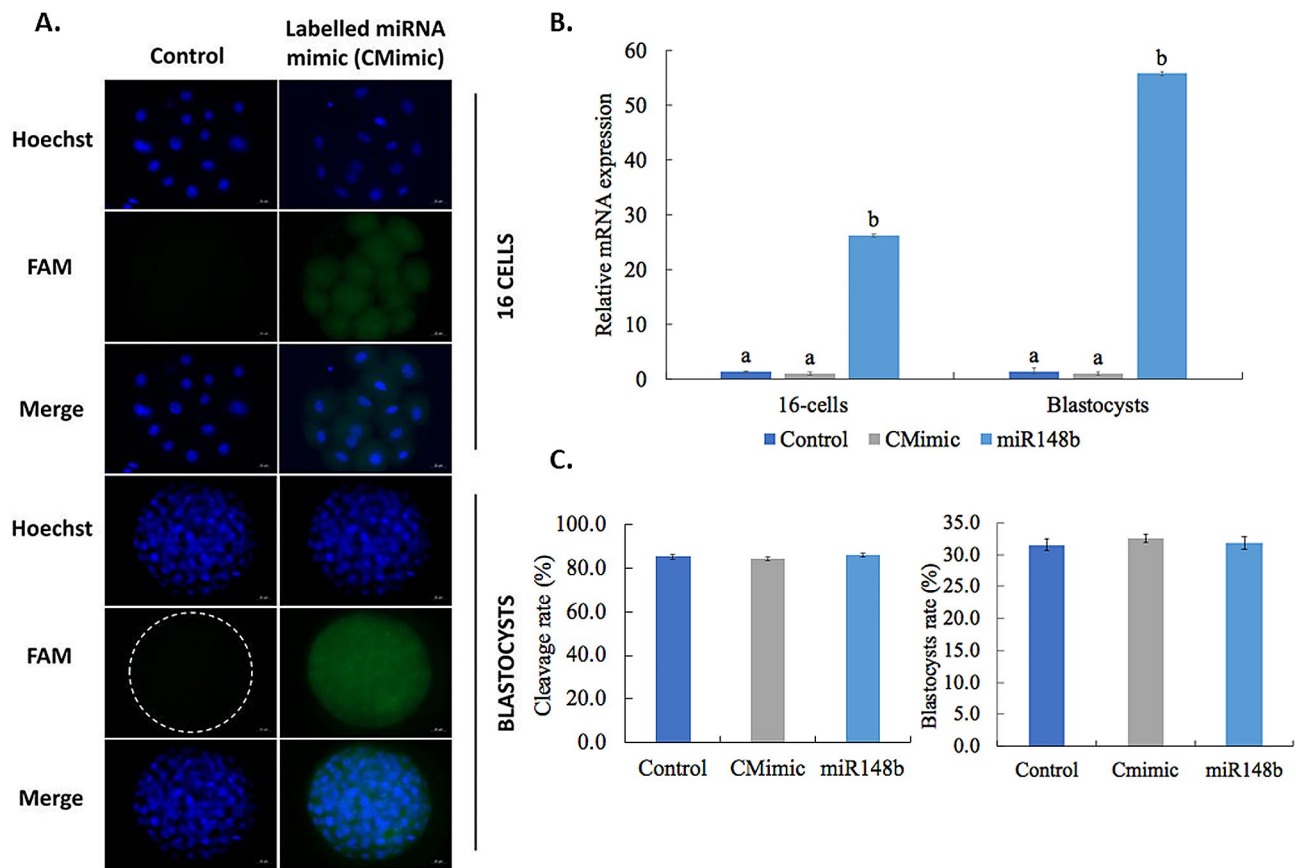 A.
Control
Labelled miRNA
mimic (CMimic)
Hoechst
FAM
Merge
16 CELLS
Hoechst
FAM
Merge
BLASTOCYSTS
B.
Relative mRNA expression
60
50
40
30
20
10
0
a
a
b
a
a
b
16-cells
Blastocysts
Control
CMimic
miR148b
C.
Cleavage rate (%)
100.0
80.0
60.0
40.0
20.0
0.0
Control
CMimic
miR148b
Blastocysts rate (%)
35.0
30.0
25.0
20.0
15.0
10.0
5.0
0.0
Control
Cmimic
miR148b